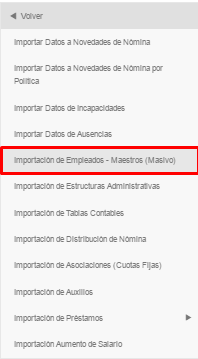 Volver
Importar Datos a Novedades de Nómina
Importar Datos a Novedades de Nómina por
Política
Importar Datos de Incapacidades
Importar Datos de Ausencias
Importación de Empleados - Maestros (Masivo)
Importación de Estructuras Administrativas
Importación de Tablas Contables
Importación de Distribución de Nómina
Importación de Asociaciones (Cuotas Fijas)
Importación de Auxilios
Importación de Préstamos
Importación Aumento de Salario